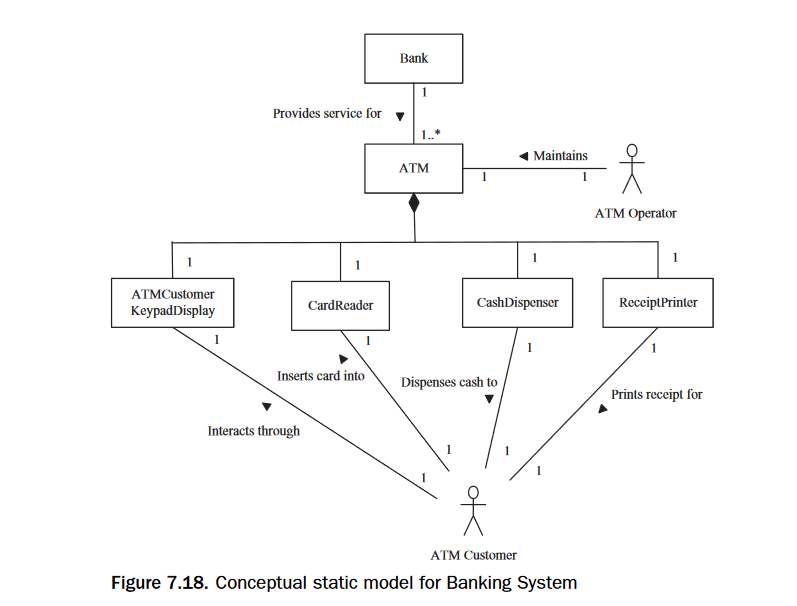 Bank
1
Provides service for
1..*
ATM
Maintains
1
1
ATM Operator
1
1
1
1
ATMCustomer
KeypadDisplay
CardReader
CashDispenser
ReceiptPrinter
1
1
1
1
Inserts card into
Dispenses cash to
Prints receipt for
Interacts through
1
1
1
1
ATM Customer
Figure 7.18. Conceptual static model for Banking System